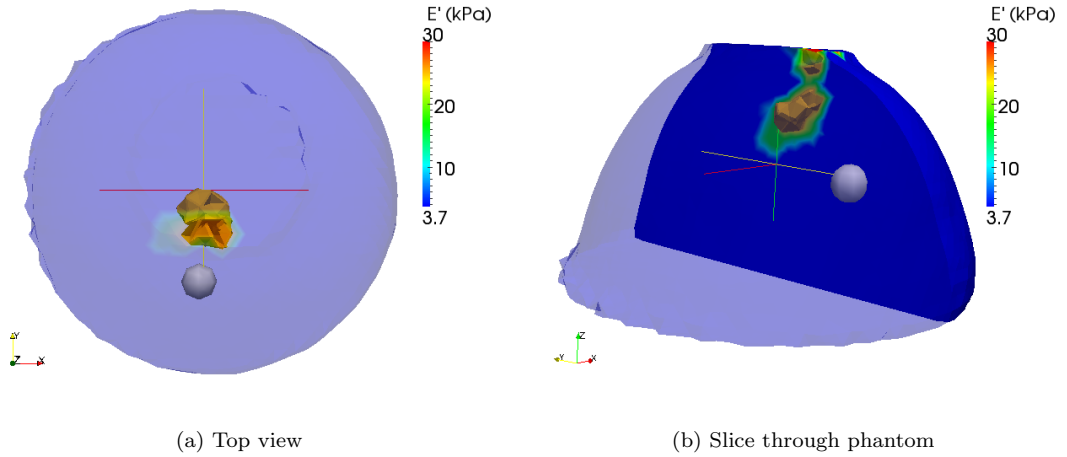 E' (kPa)
30
20
10
3.7
Y
Z
X
(a) Top view
E' (kPa)
30
20
10
3.7
Z
Y
X
(b) Slice through phantom